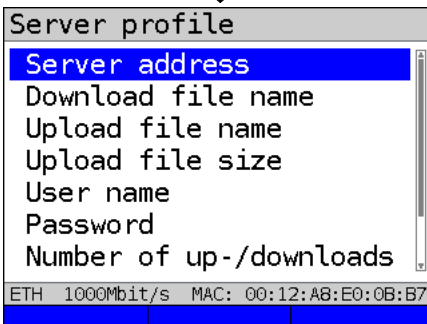 Server profile
Server address
Download file name
Upload file name
Upload file size
User name
Password
Number of up-/downloads
ETH 1000Mbit/s MAC: 00:12:A8:E0:0B:B7